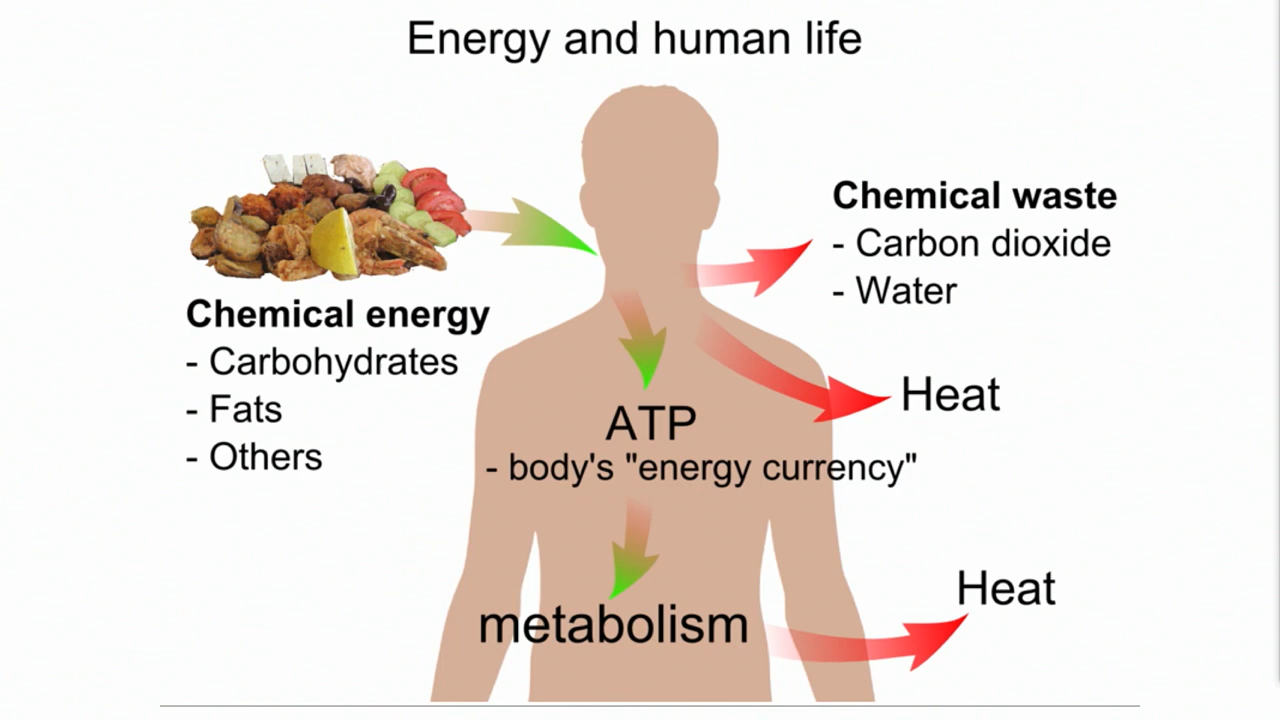 Energy and human life
Chemical energy
- Carbohydrates
- Fats
- Others
Chemical waste
- Carbon dioxide
- Water
Heat
ATP
- body's "energy currency"
metabolism
Heat